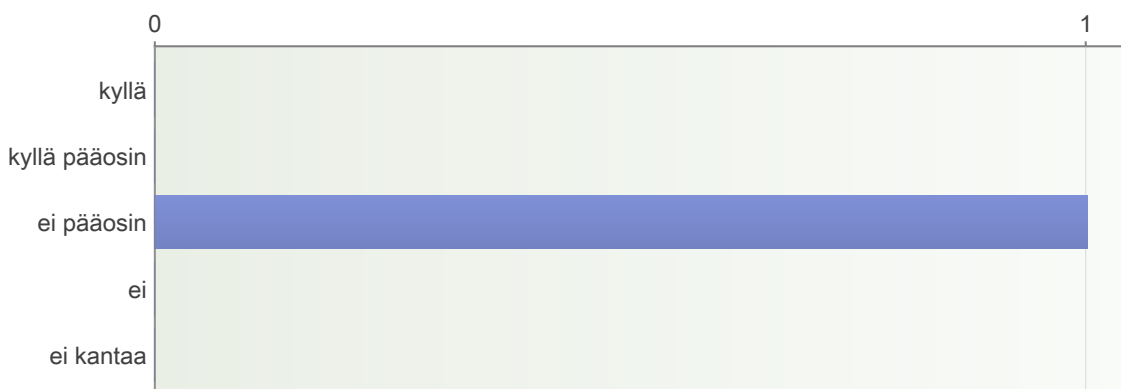 0 1
kyllä
kyllä pääosin
ei pääosin
ei
ei kantaa